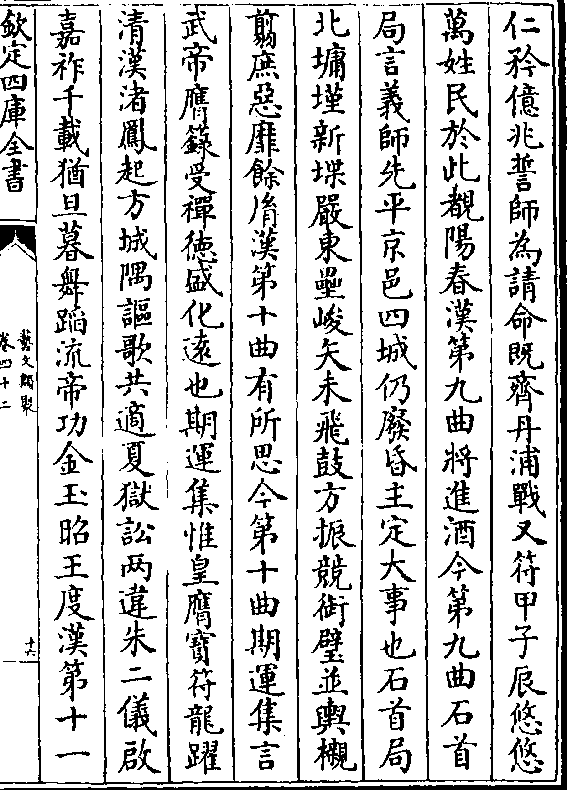 仁矜億兆誓師為請命既齊丹浦戰又符甲子辰悠悠
萬姓民於此覩陽春漢第九曲將進酒今第九曲石首
局言義師先平京邑四城仍廢昏主定大事也石首局
北墉墐新堞嚴東壘峻矢未飛鼓方振競銜璧並輿櫬
翦庶惡靡餘胤漢第十曲有所思今第十曲期運集言
武帝膺籙受禪徳盛化遠也期運集惟皇膺寶符龍躍
清漢渚鳳起方城隅謳歌共適夏獄訟两違朱二儀啟
嘉祚千載猶旦暮舞蹈流帝功金玉昭王度漢第十一
欽定四庫全書
藝文類聚
卷四十二
十六